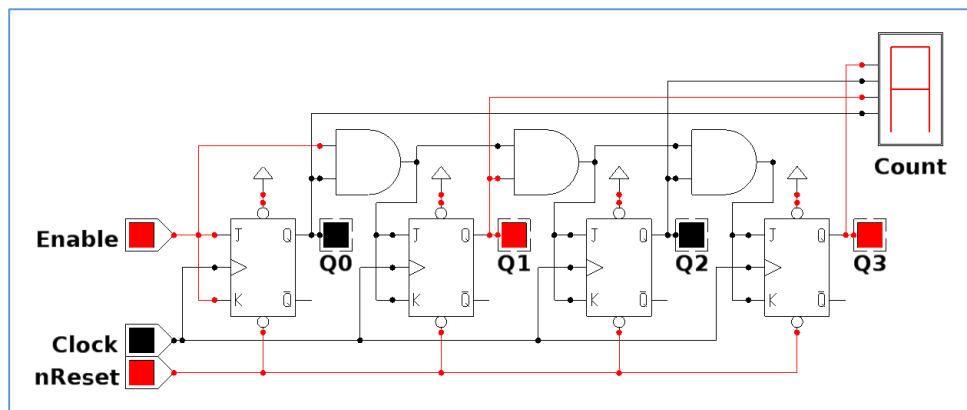 A
Count
J Q
J Q
J Q
J Q
Enable
Q0
Q1
Q2
Q3
K Q̅
K Q̅
K Q̅
K Q̅
Clock
nReset